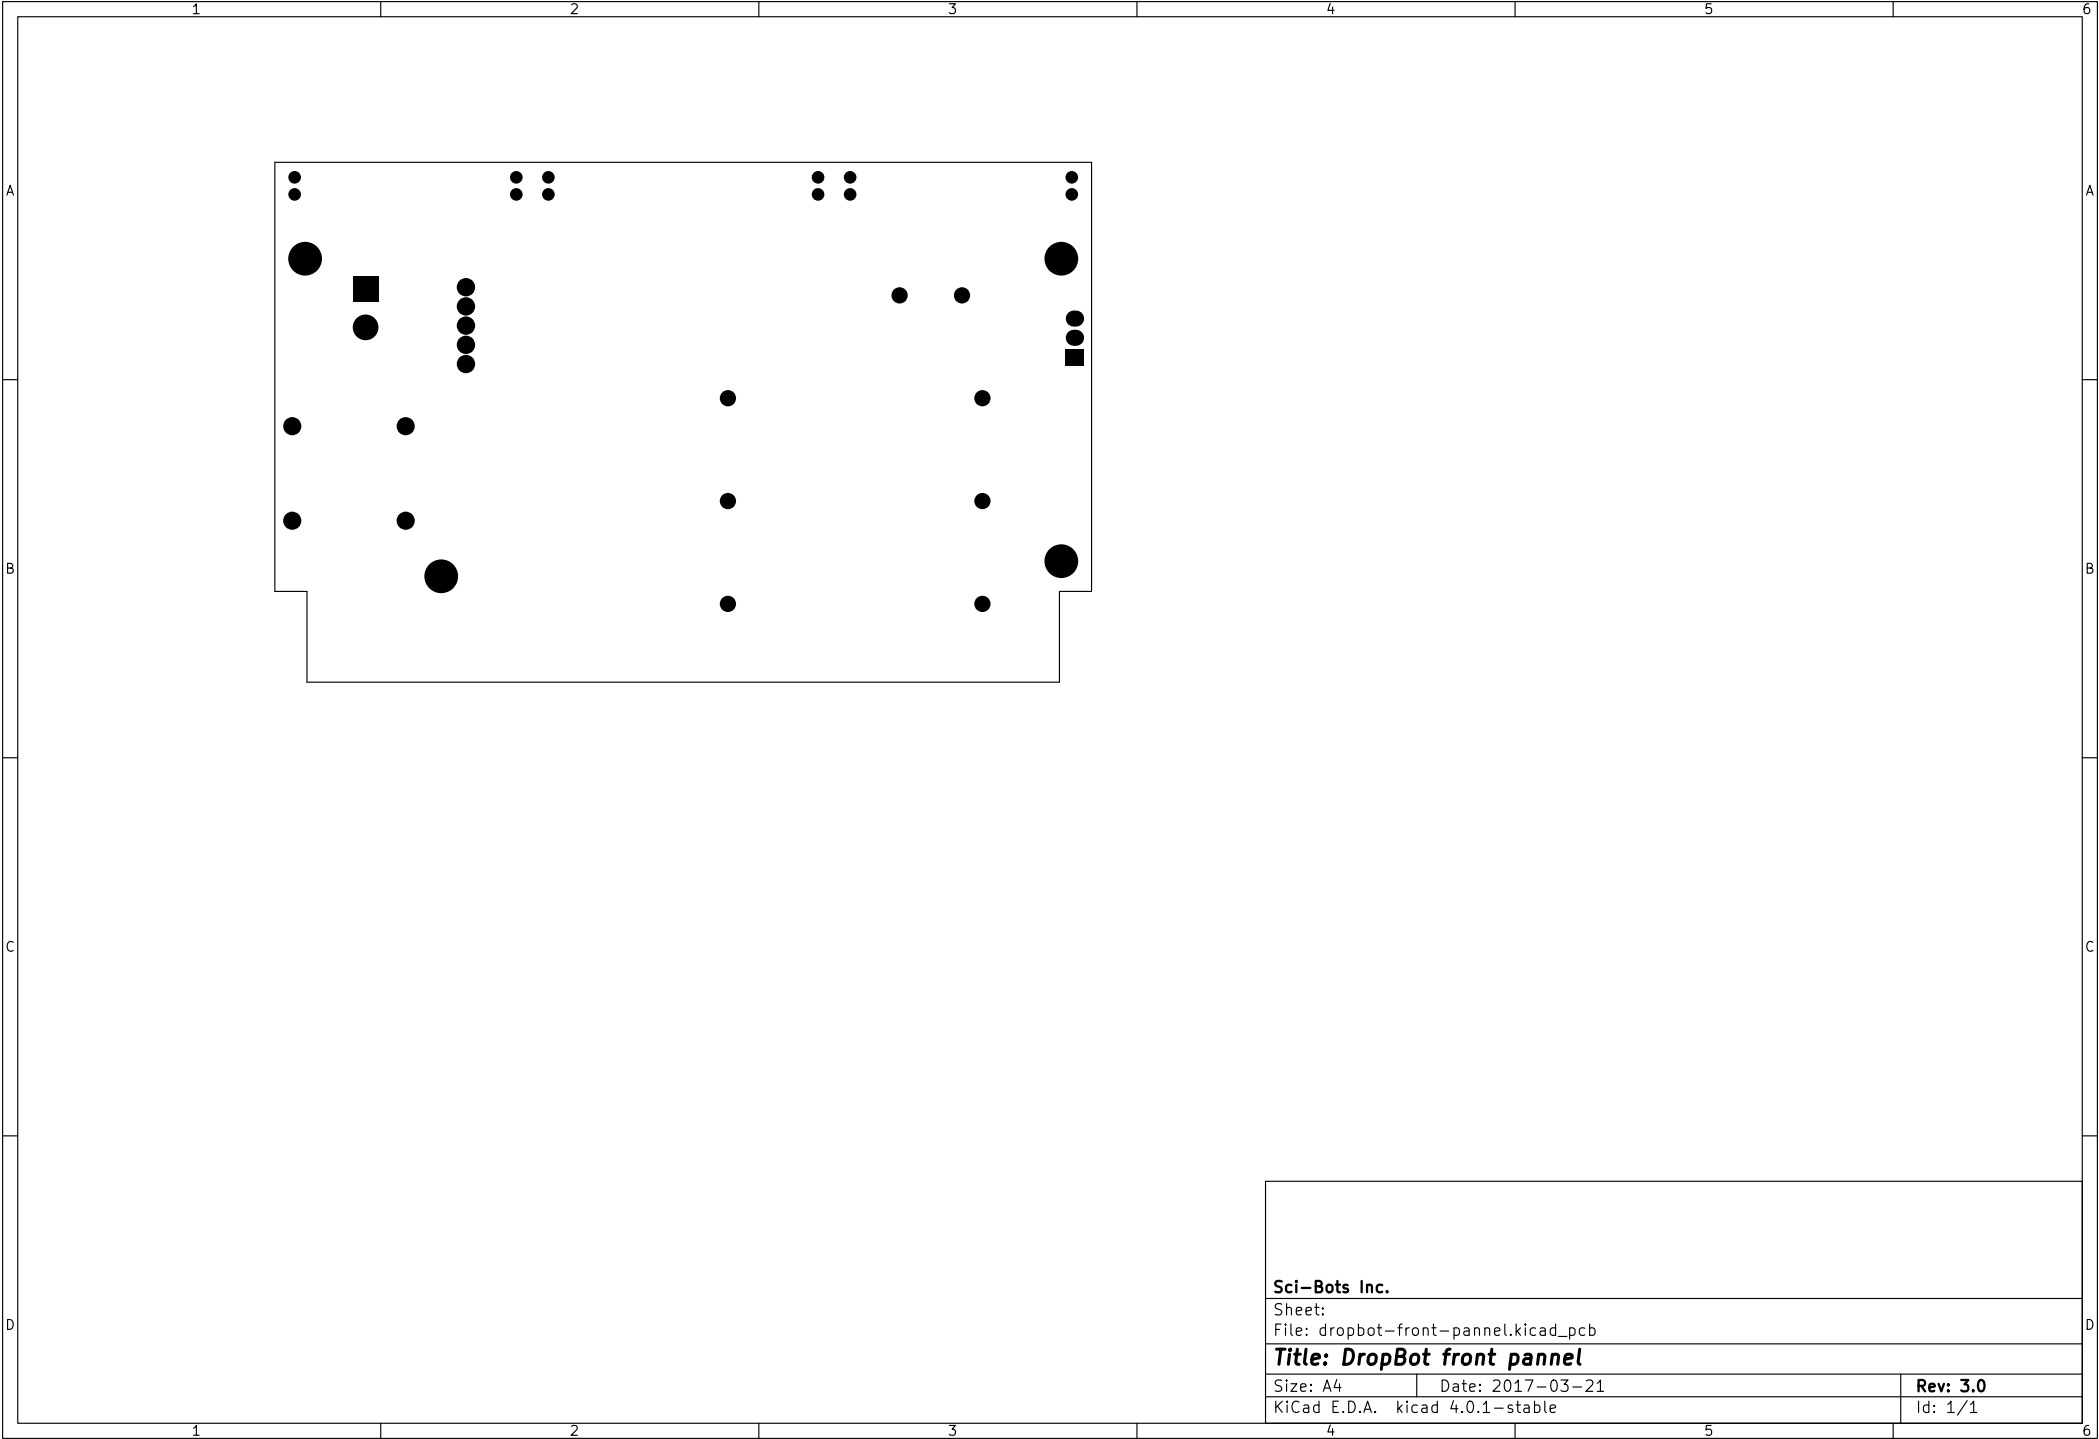 1 2 3 4 5 6
A A
B B
C C
Sci-Bots Inc.
Sheet:
File: dropbot-front-pannel.kicad_pcb
D D
Title: DropBot front pannel
Size: A4 Date: 2017-03-21 Rev: 3.0
KiCad E.D.A. kicad 4.0.1-stable Id: 1/1
1 2 3 4 5 6